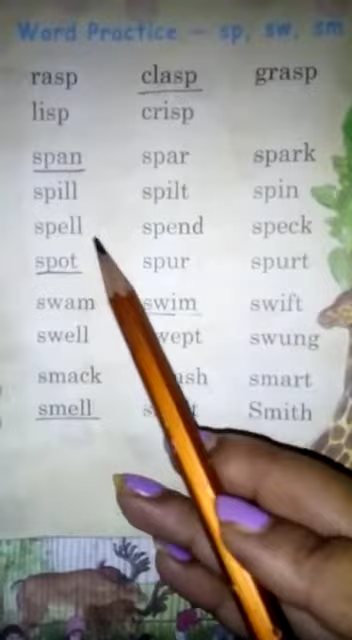 Word Practice – sp, sw, sm
rasp clasp grasp
lisp crisp
span spar spark
spill spilt spin
spell spend speck
spot spur spurt
swam swim swift
swell swung
smack smart
smell Smith